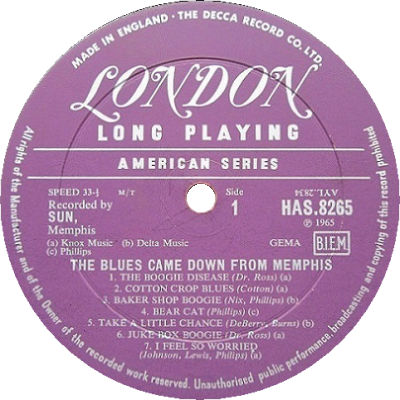 MADE IN ENGLAND · THE DECCA RECORD CO. LTD.
LONDON
LONG PLAYING
AMERICAN SERIES
SPEED 33-⅓ M/T
Recorded by
SUN,
Memphis
Side
1
AYL.2834
HAS.8265
℗ 1965
(a) Knox Music (b) Delta Music
(c) Phillips
GEMA B.I.E.M.
THE BLUES CAME DOWN FROM MEMPHIS
1. THE BOOGIE DISEASE (Dr. Ross) (a)
2. COTTON CROP BLUES (Cotton) (a)
3. BAKER SHOP BOOGIE (Nix, Phillips) (b)
4. BEAR CAT (Phillips) (c)
5. TAKE A LITTLE CHANCE (DeBerry, Burns) (b)
6. JUKE BOX BOOGIE (Dr. Ross) (a)
7. I FEEL SO WORRIED
(Johnson, Lewis, Phillips) (a)
All rights of the Manufacturer and of the Owner of the recorded work reserved. Unauthorised public performance, broadcasting and copying of this record prohibited